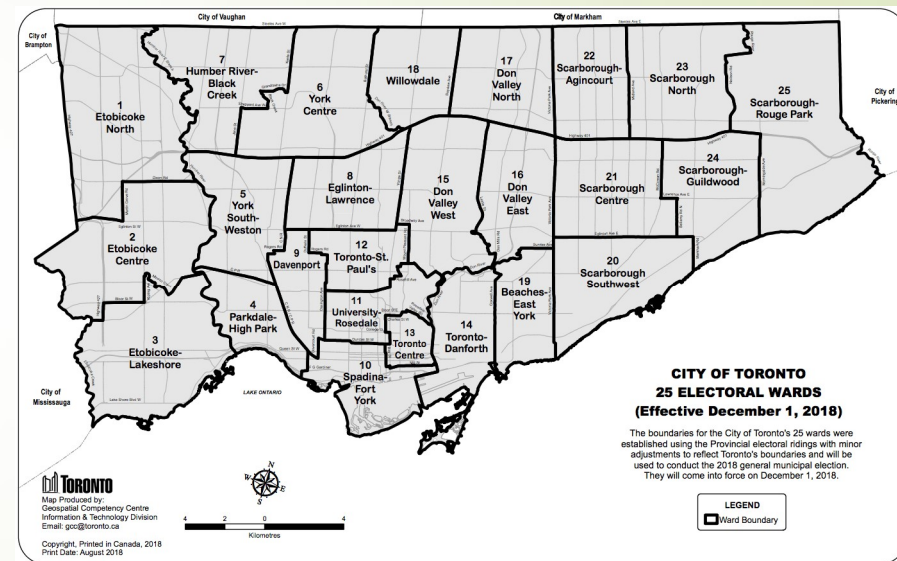 City of Vaughan
City of Markham
City of
Brampton
City of
Pickering
7
Humber River-
Black
Creek
6
York
Centre
18
Willowdale
17
Don
Valley
North
22
Scarborough-
Agincourt
23
Scarborough
North
25
Scarborough-
Rouge Park
1
Etobicoke
North
5
York
South-
Weston
8
Eglinton-
Lawrence
15
Don
Valley
West
16
Don
Valley
East
21
Scarborough
Centre
24
Scarborough-
Guildwood
2
Etobicoke
Centre
9
Davenport
12
Toronto-St.
Paul's
20
Scarborough
Southwest
4
Parkdale-
High Park
11
University-
Rosedale
13
Toronto
Centre
14
Toronto-
Danforth
19
Beaches-
East
York
3
Etobicoke-
Lakeshore
10
Spadina-
Fort
York
City of
Mississauga
LAKE ONTARIO
CITY OF TORONTO
25 ELECTORAL WARDS
(Effective December 1, 2018)
The boundaries for the City of Toronto's 25 wards were
established using the Provincial electoral ridings with minor
adjustments to reflect Toronto's boundaries and will be
used to conduct the 2018 general municipal election.
They will come into force on December 1, 2018.
LEGEND
Ward Boundary
TORONTO
Map Produced by:
Geospatial Competency Centre
Information & Technology Division
Email: gcc@toronto.ca
Copyright, Printed in Canada, 2018
Print Date: August 2018
N
W
E
S
4 2 0 4
Kilometres